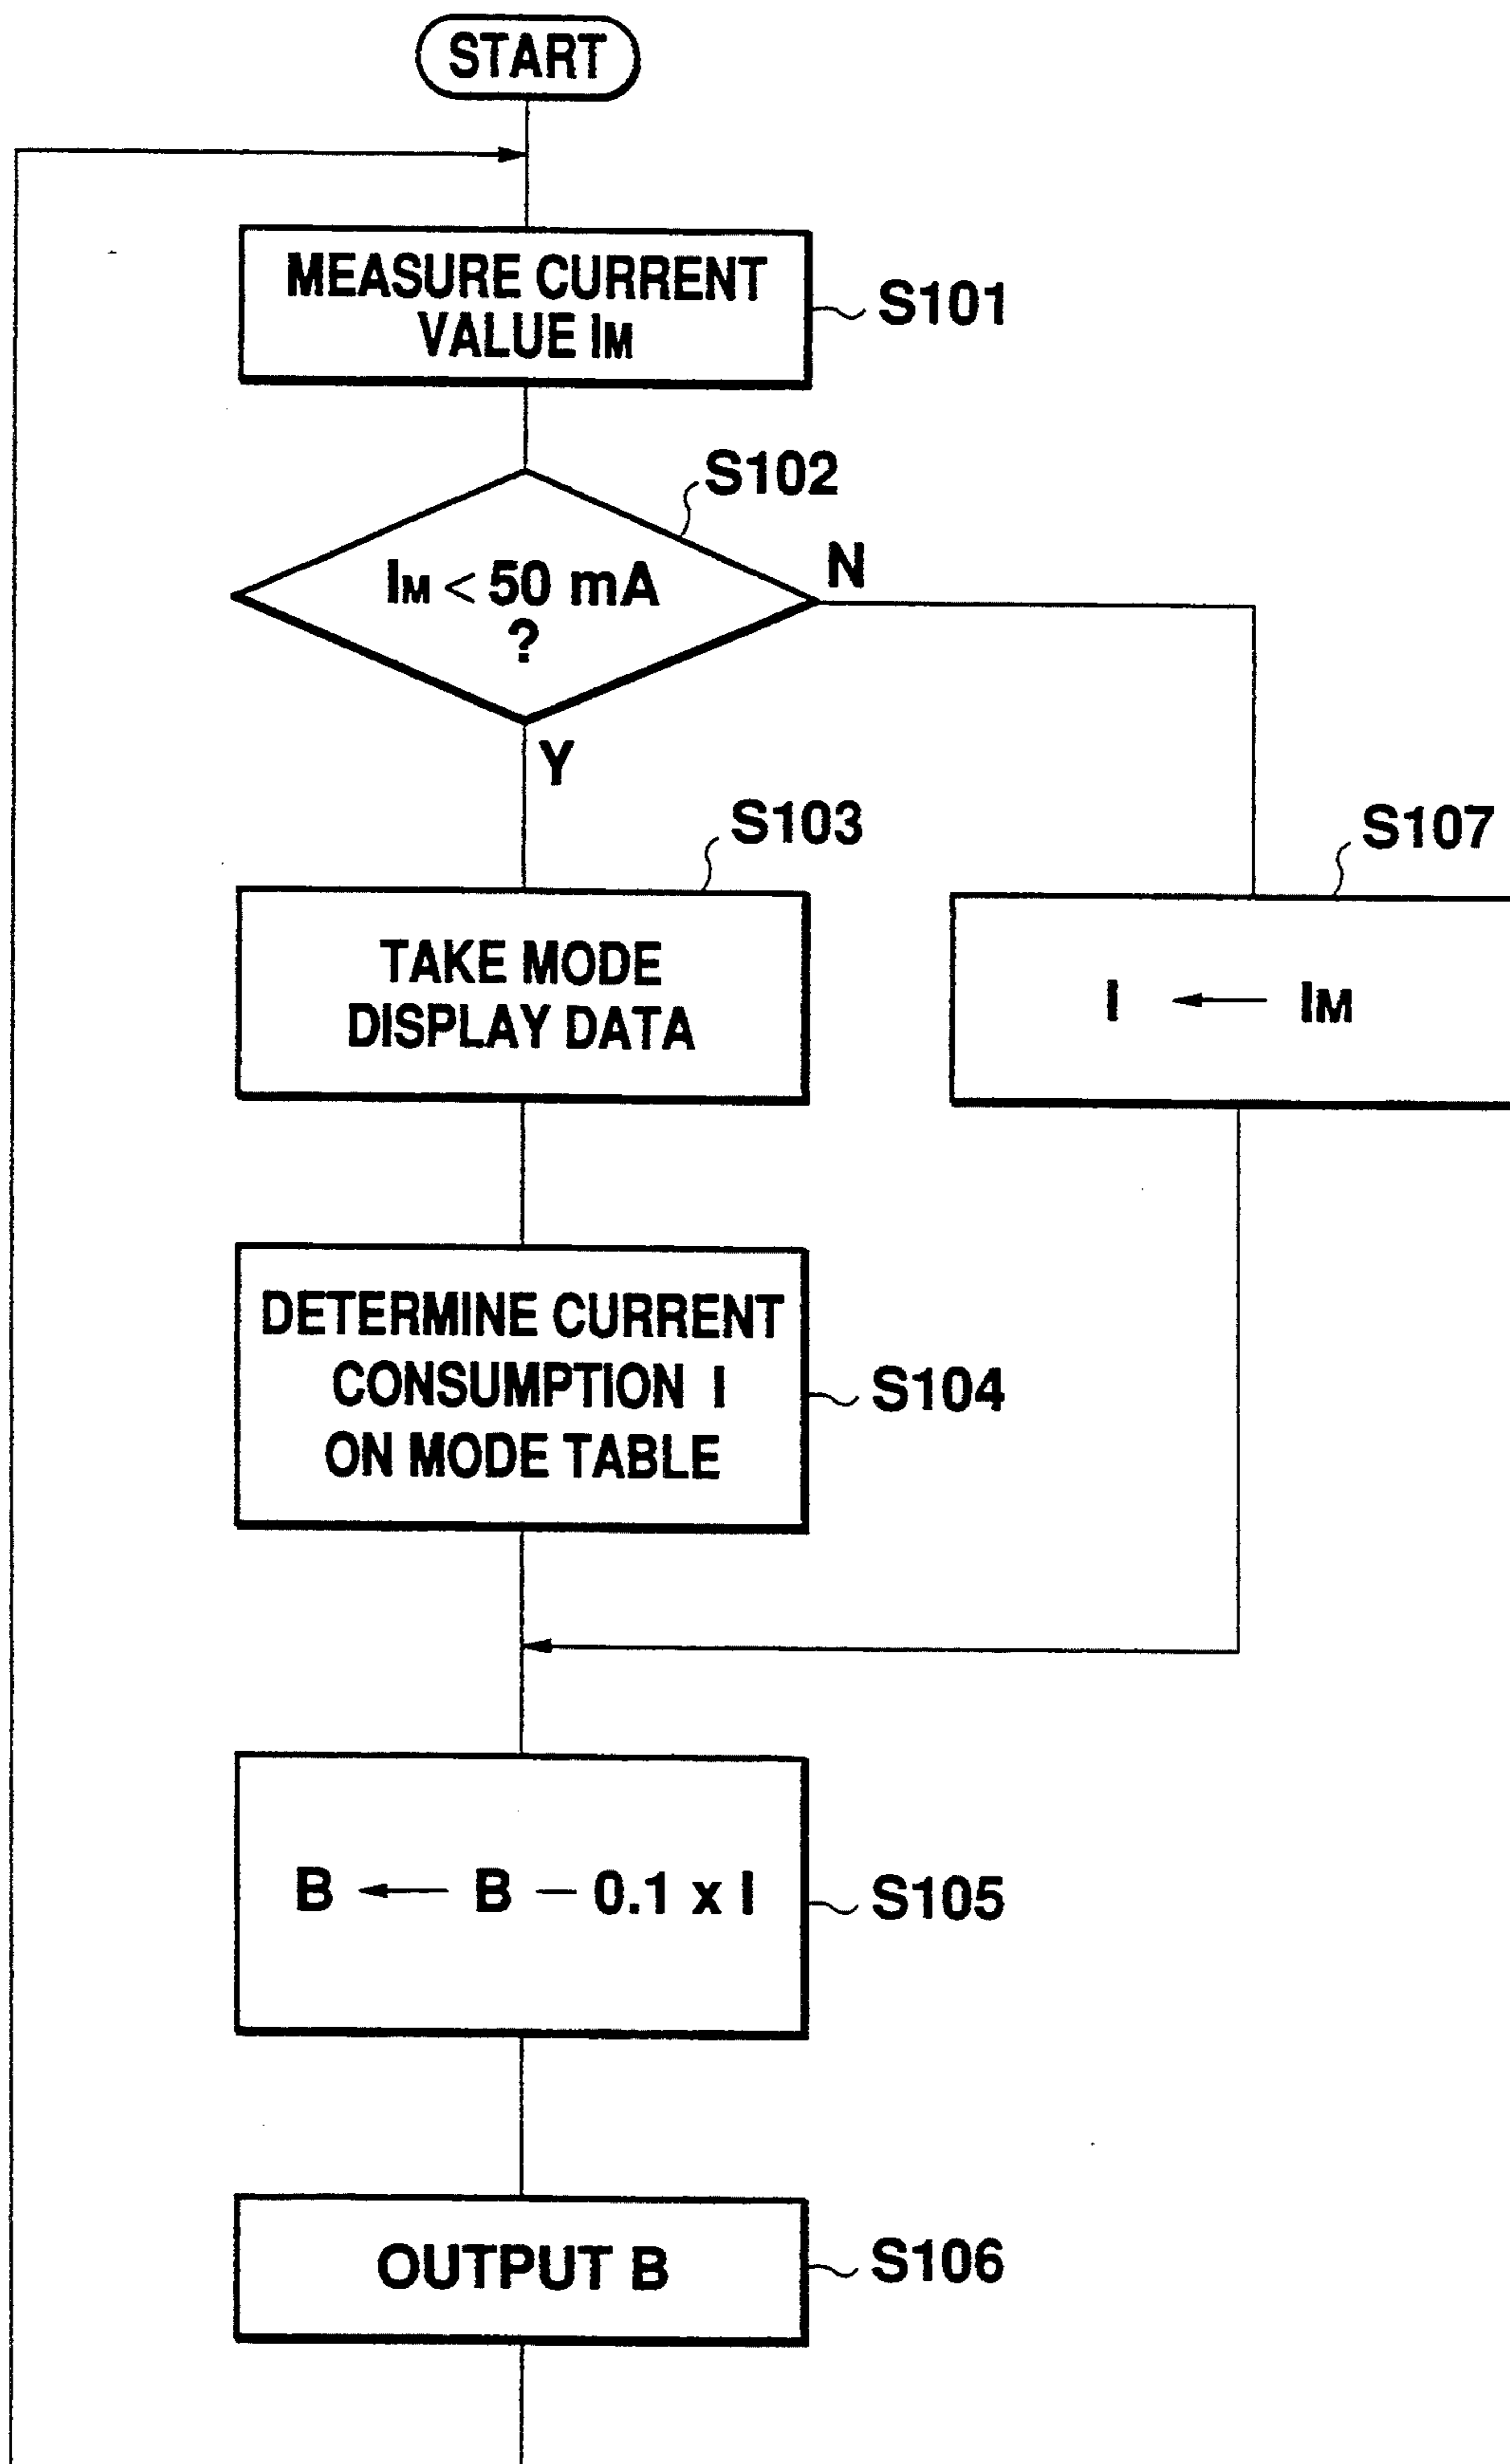 START
MEASURE CURRENT
VALUE IM
S101
S102
IM < 50 mA
?
N
Y
S103
TAKE MODE
DISPLAY DATA
S107
I ← IM
DETERMINE CURRENT
CONSUMPTION I
ON MODE TABLE
S104
B ← B – 0.1 x I
S105
OUTPUT B
S106